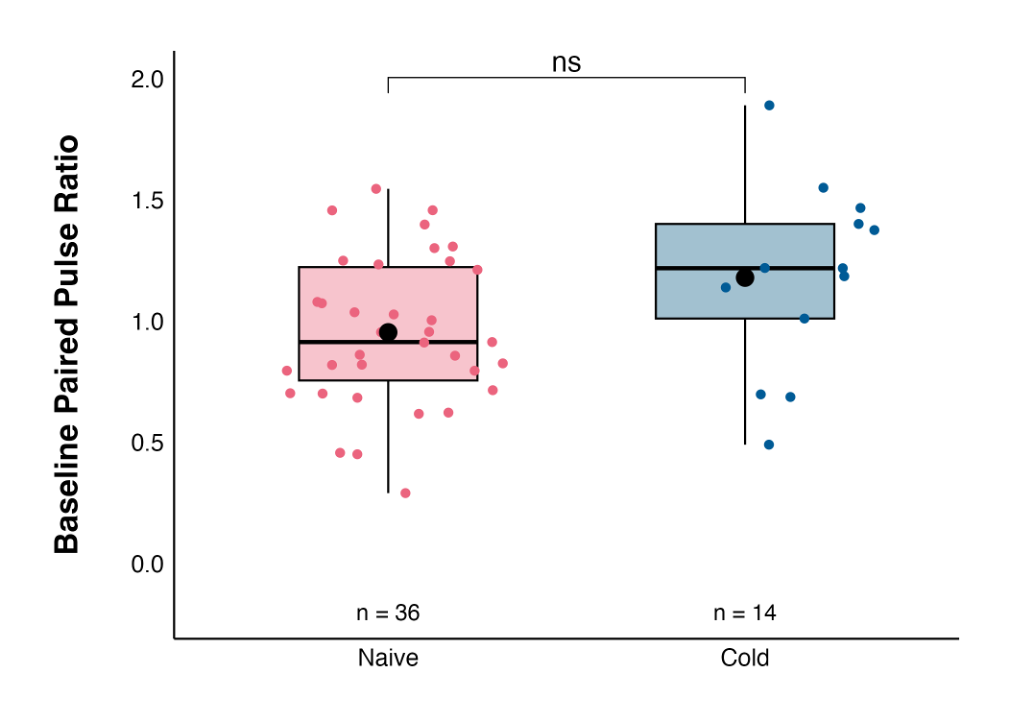 Baseline Paired Pulse Ratio
2.0
1.5
1.0
0.5
0.0
ns
n = 36
n = 14
Naive
Cold